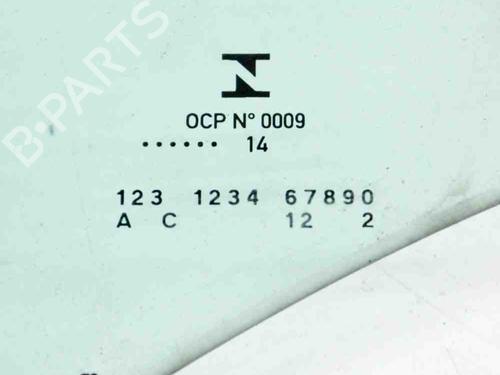 B-PARTS
OCP N° 0009
...... 14
123 1234 67890
A C 12 2